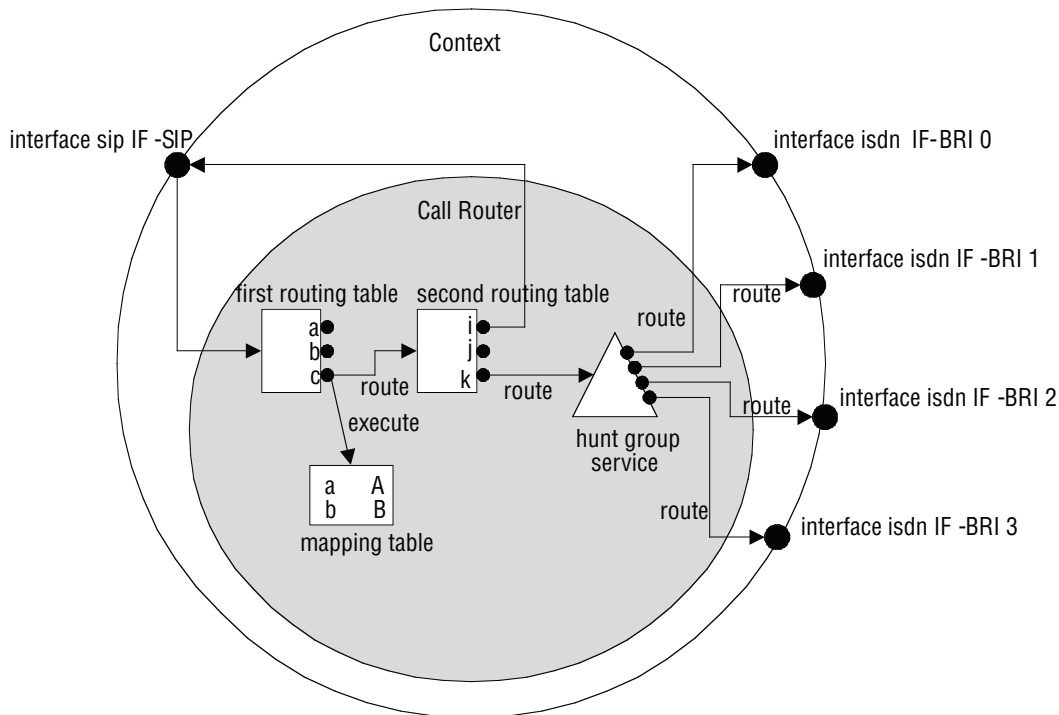 Context
interface sip IF -SIP
interface isdn IF-BRI 0
Call Router
interface isdn IF -BRI 1
first routing table
second routing table
route
route
a
b
c
i
j
k
route
route
execute
interface isdn IF -BRI 2
route
hunt group
service
a A
b B
mapping table
route
interface isdn IF -BRI 3